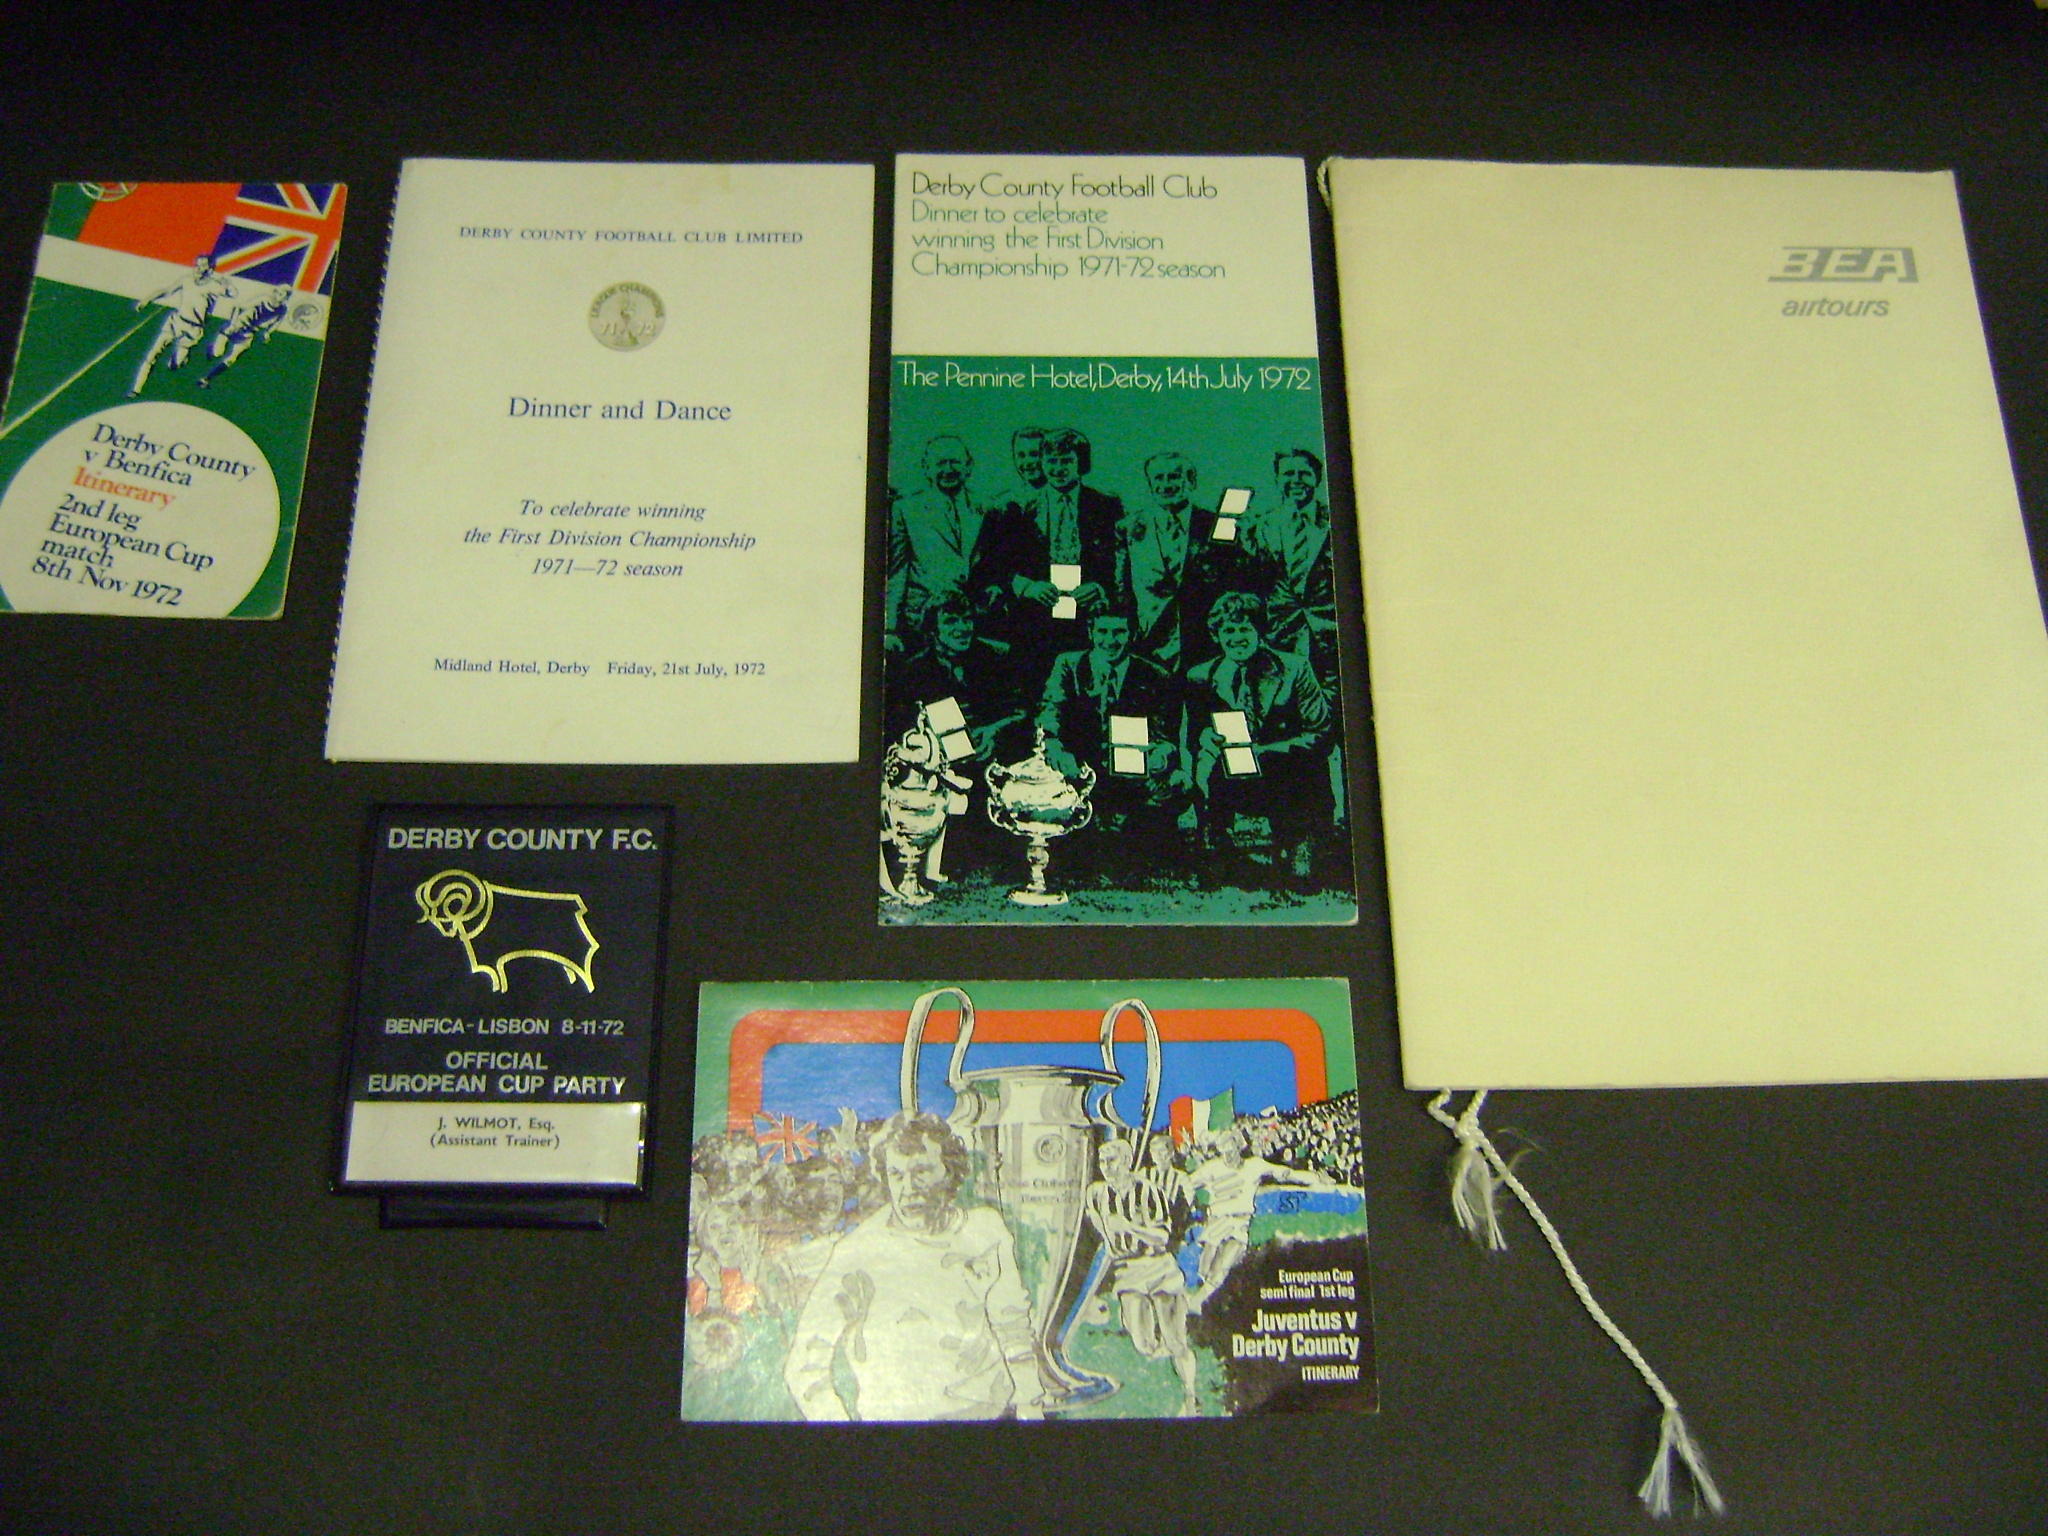 Derby County
v Benfica
Itinerary
2nd leg
European Cup
match
8th Nov 1972
DERBY COUNTY FOOTBALL CLUB LIMITED
LEAGUE CHAMPIONS
71 72
Dinner and Dance
To celebrate winning
the First Division Championship
1971—72 season
Midland Hotel, Derby Friday, 21st July, 1972
Derby County Football Club
Dinner to celebrate
winning the First Division
Championship 1971-72 season
The Pennine Hotel, Derby, 14th July 1972
BEA
airtours
DERBY COUNTY F.C.
BENFICA - LISBON 8-11-72
OFFICIAL
EUROPEAN CUP PARTY
J. WILMOT, Esq.
(Assistant Trainer)
European Cup
semi final 1st leg
Juventus v
Derby County
ITINERARY